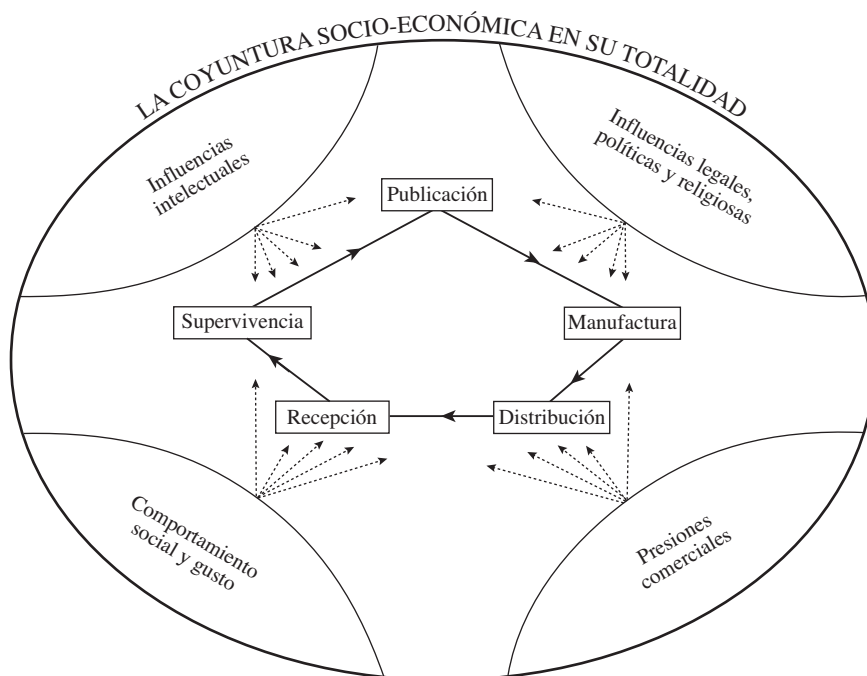 LA COYUNTURA SOCIO-ECONÓMICA EN SU TOTALIDAD
Influencias
intelectuales
Influencias legales,
políticas y religiosas
Publicación
Supervivencia
Manufactura
Recepción
Distribución
Comportamiento
social y gusto
Presiones
comerciales